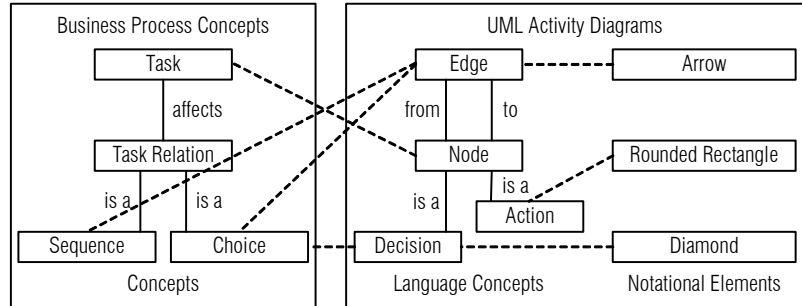 Business Process Concepts
UML Activity Diagrams
Task
Edge
Arrow
affects
from
to
Task Relation
Node
Rounded Rectangle
is a
is a
is a
is a
Action
Sequence
Choice
Decision
Diamond
Concepts
Language Concepts
Notational Elements